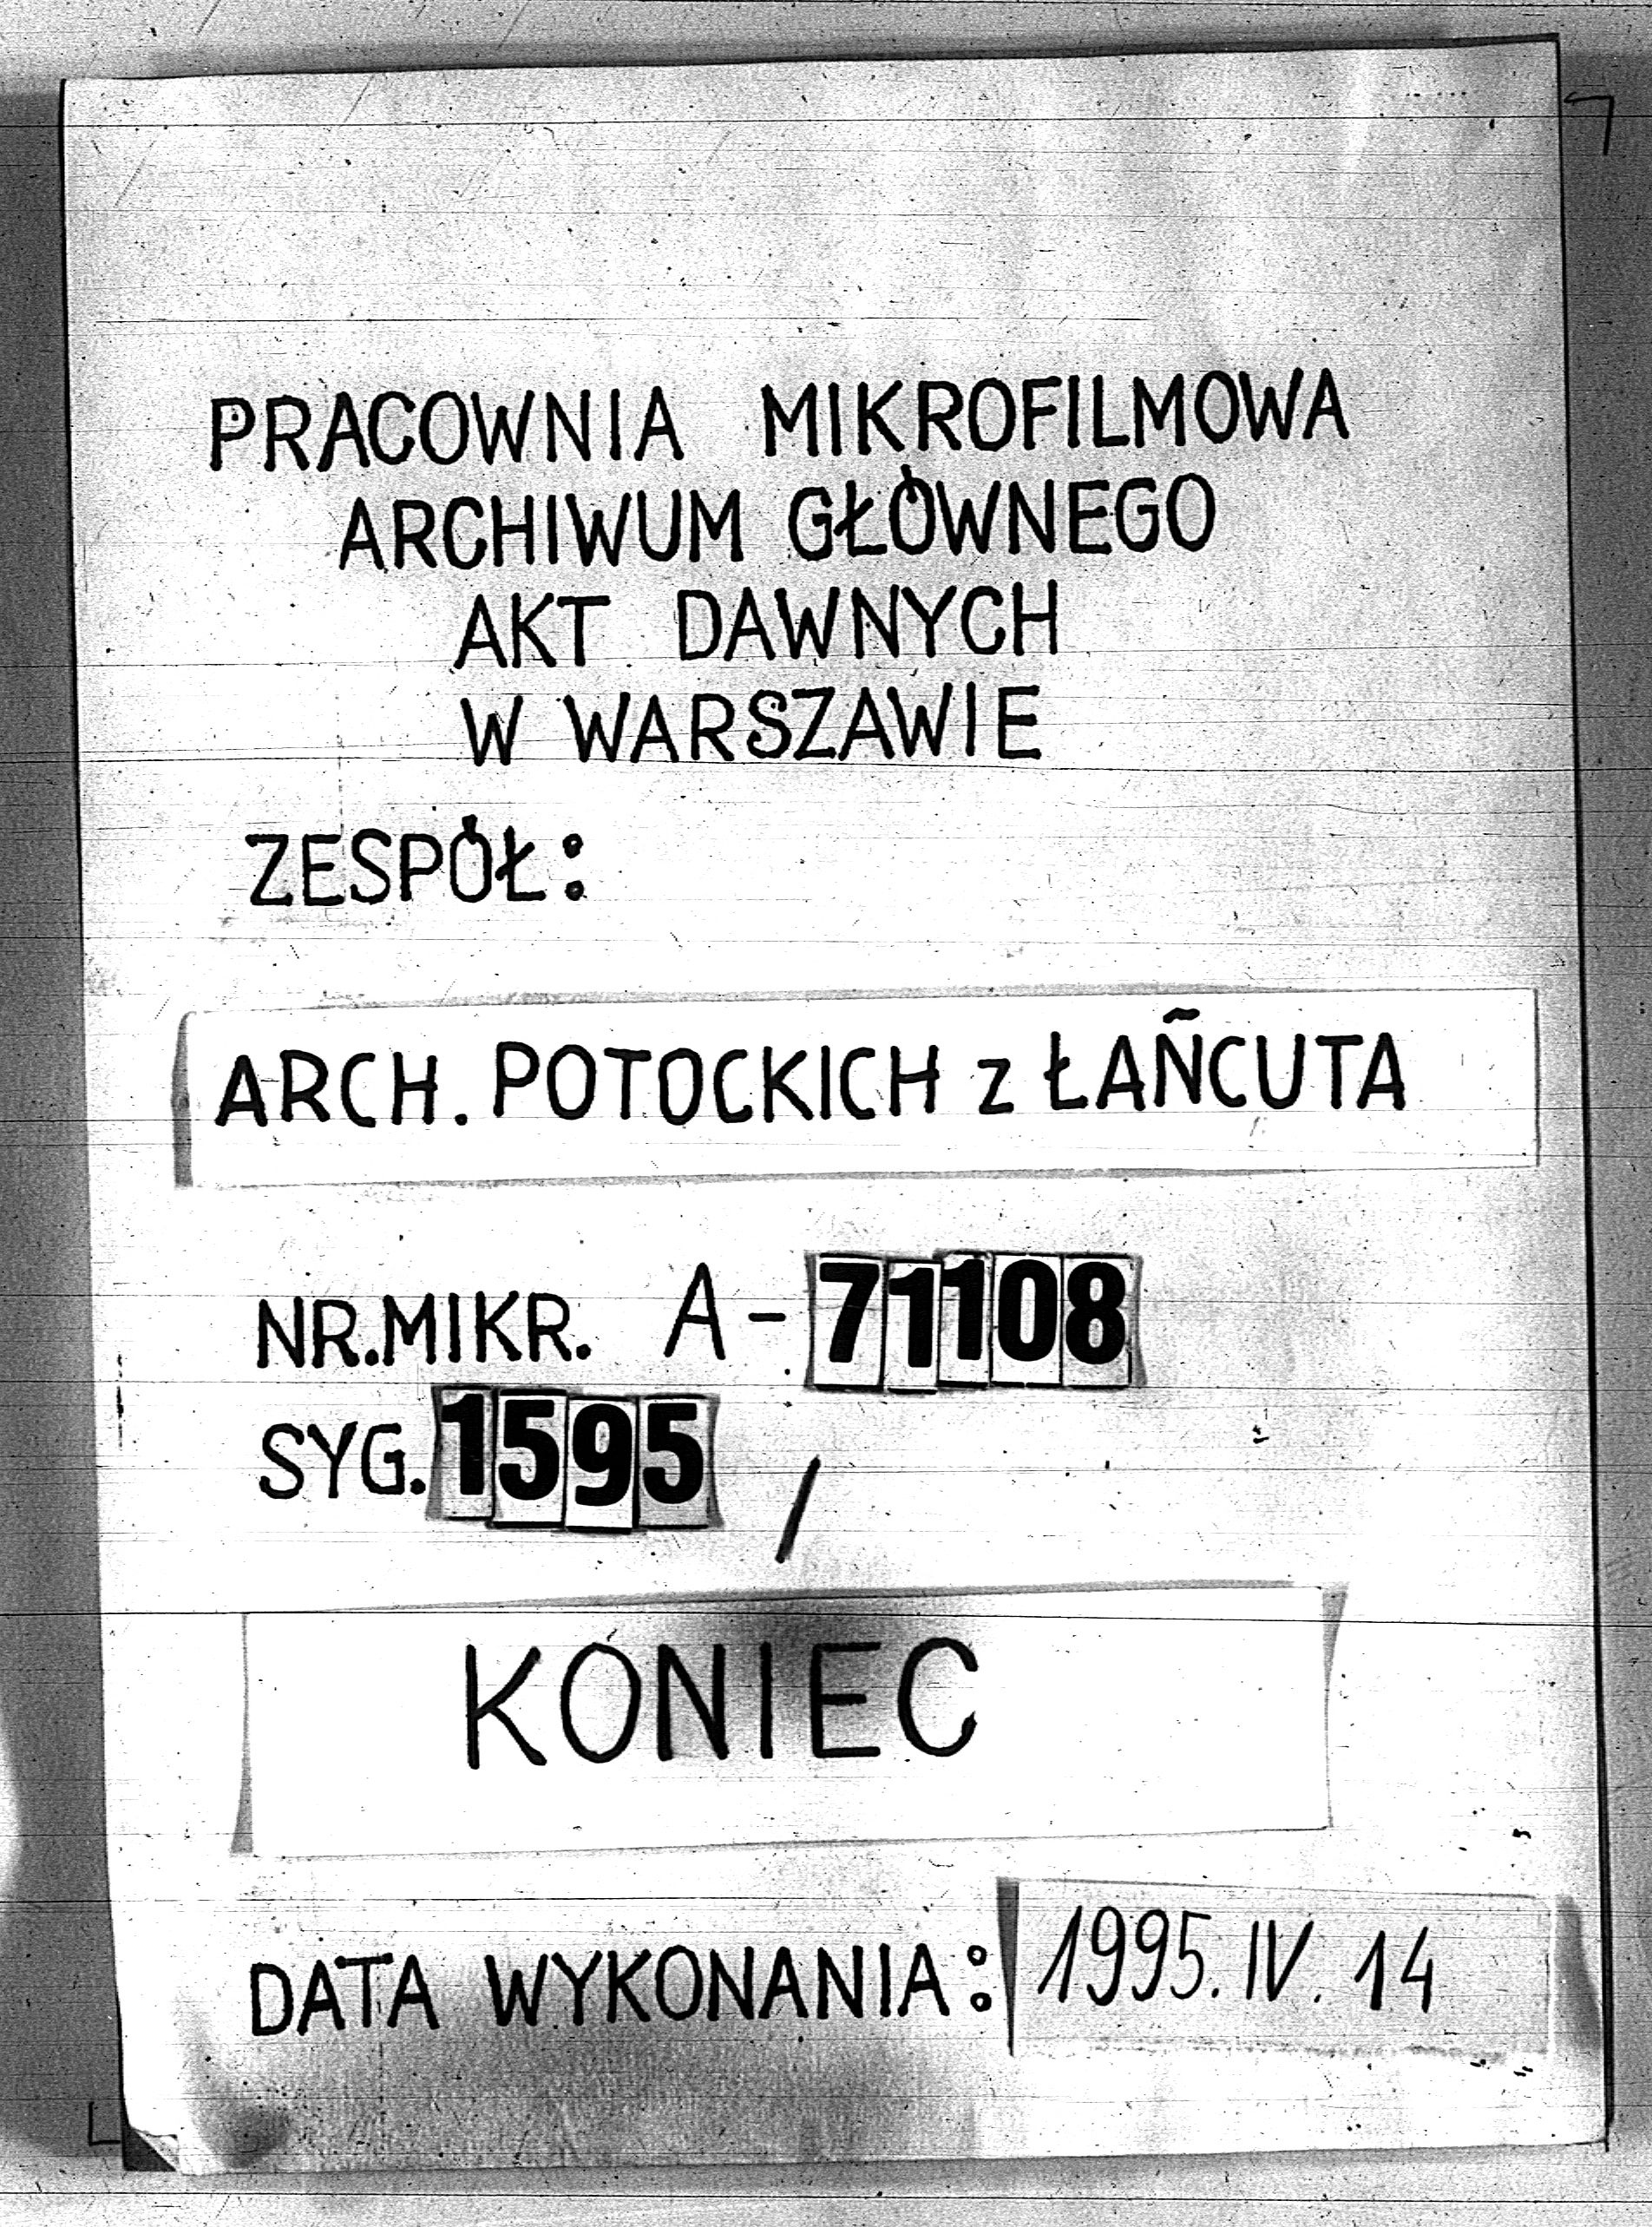 PRACOWNIA MIKROFILMOWA
ARCHIWUM GŁÓWNEGO
AKT DAWNYCH
W WARSZAWIE
ZESPÓŁ:
ARCH. POTOCKICH z ŁAŃCUTA
NR.MIKR. A-71108
SYG. 1595 /
KONIEC
DATA WYKONANIA: 1995. IV. 14